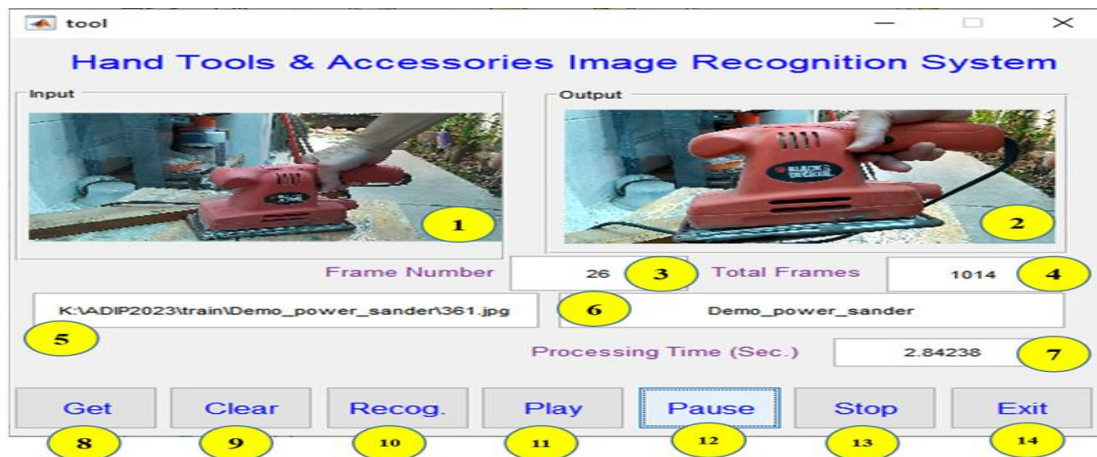 tool
Hand Tools & Accessories Image Recognition System
Input
Output
BLACK&
DECKER
1
2
Frame Number
26
3
Total Frames
1014
4
K:\ADIP2023\train\Demo_power_sander\361.jpg
6
Demo_power_sander
5
Processing Time (Sec.)
2.84238
7
Get
Clear
Recog.
Play
Pause
Stop
Exit
8
9
10
11
12
13
14